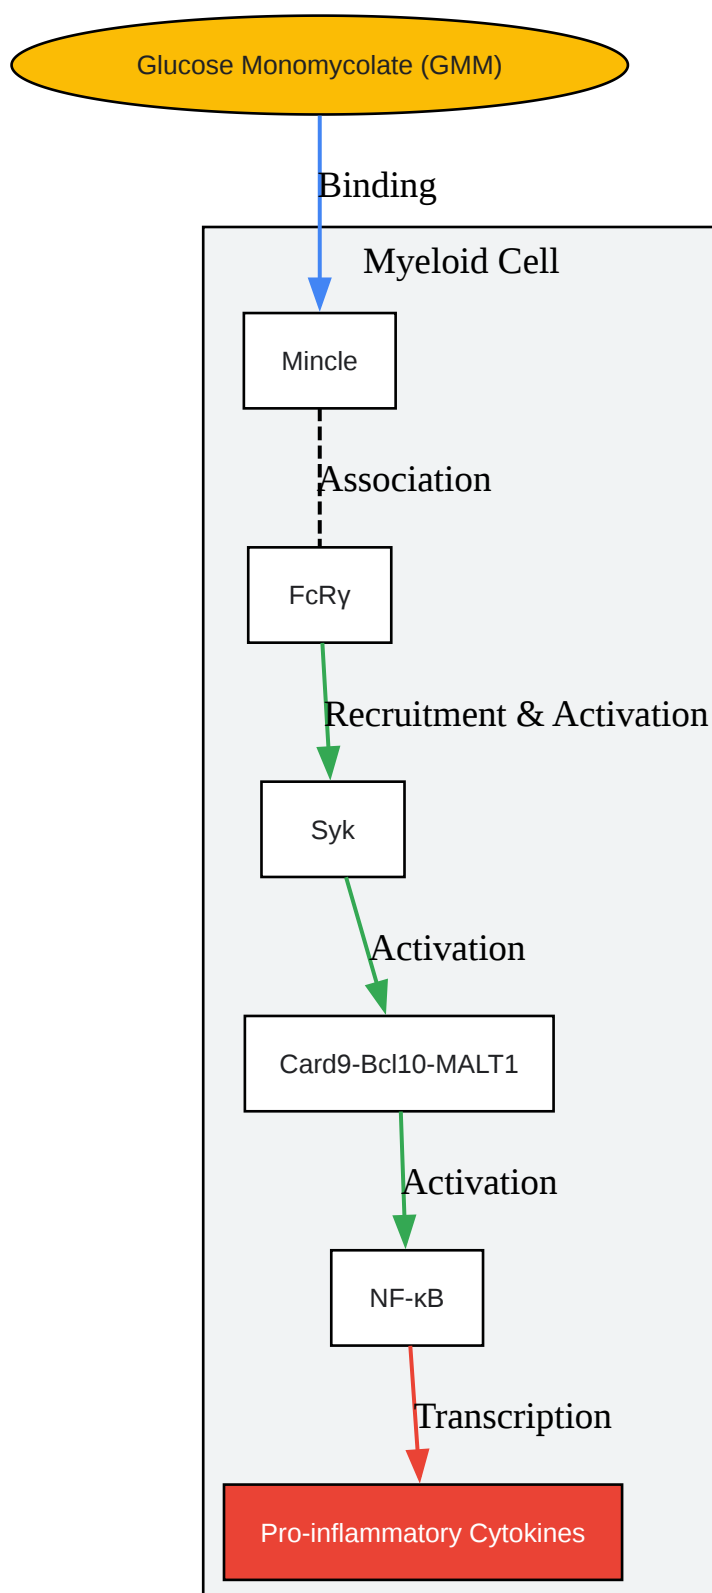 Glucose Monomycolate (GMM)
Binding
Myeloid Cell
Mincle
Association
FcRγ
Recruitment & Activation
Syk
Activation
Card9-Bcl10-MALT1
Activation
NF-κB
Transcription
Pro-inflammatory Cytokines